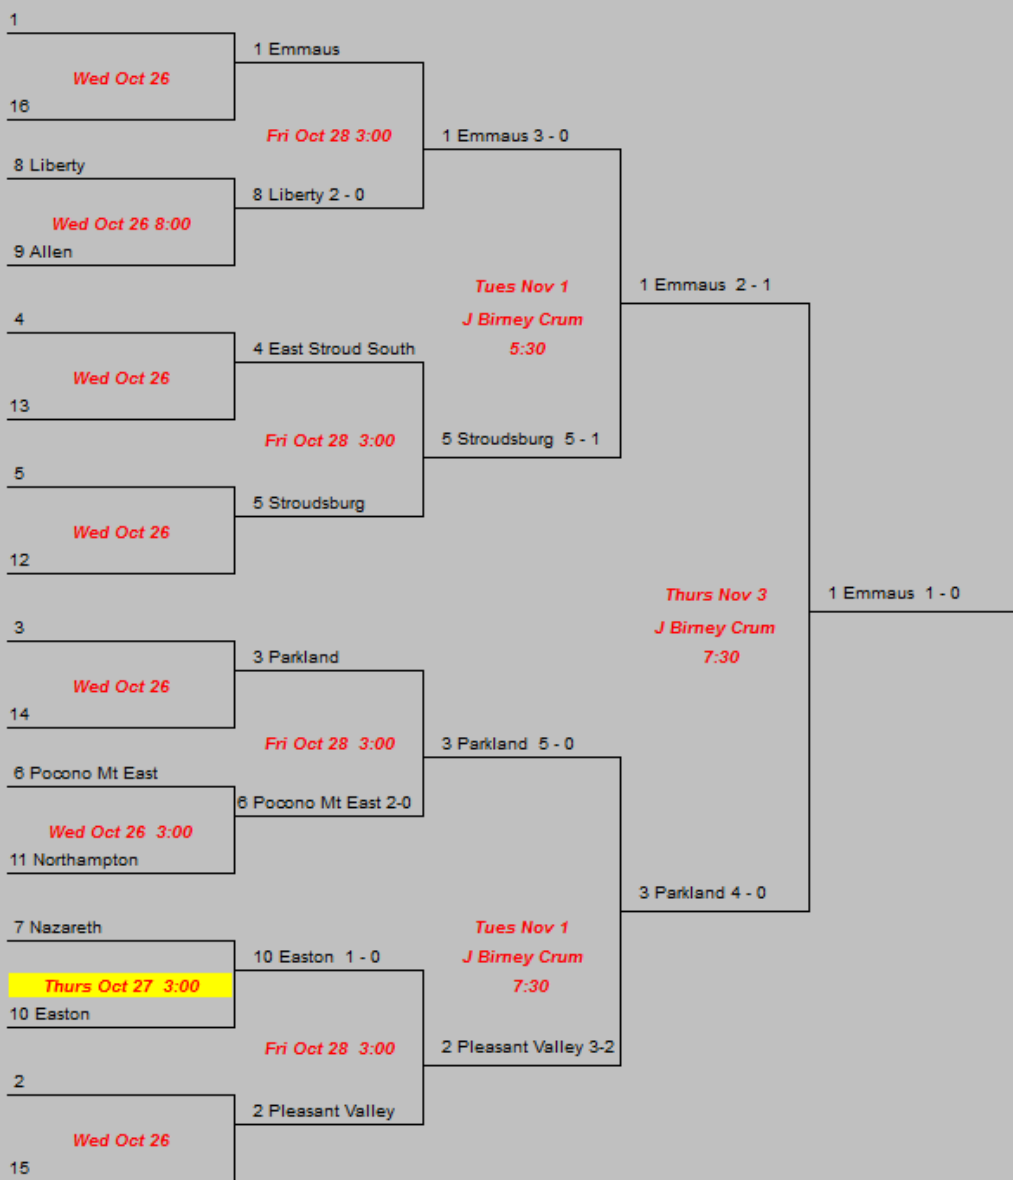 1
1 Emmaus
Wed Oct 26
16
Fri Oct 28 3:00
1 Emmaus 3 - 0
8 Liberty
8 Liberty 2 - 0
Wed Oct 26 8:00
9 Allen
Tues Nov 1
J Birney Crum
5:30
1 Emmaus 2 - 1
4
4 East Stroud South
Wed Oct 26
13
Fri Oct 28 3:00
5 Stroudsburg 5 - 1
5
5 Stroudsburg
Wed Oct 26
12
Thurs Nov 3
J Birney Crum
7:30
1 Emmaus 1 - 0
3
3 Parkland
Wed Oct 26
14
Fri Oct 28 3:00
3 Parkland 5 - 0
6 Pocono Mt East
6 Pocono Mt East 2-0
Wed Oct 26 3:00
11 Northampton
3 Parkland 4 - 0
7 Nazareth
Tues Nov 1
J Birney Crum
7:30
10 Easton 1 - 0
Thurs Oct 27 3:00
10 Easton
Fri Oct 28 3:00
2 Pleasant Valley 3-2
2
2 Pleasant Valley
Wed Oct 26
15